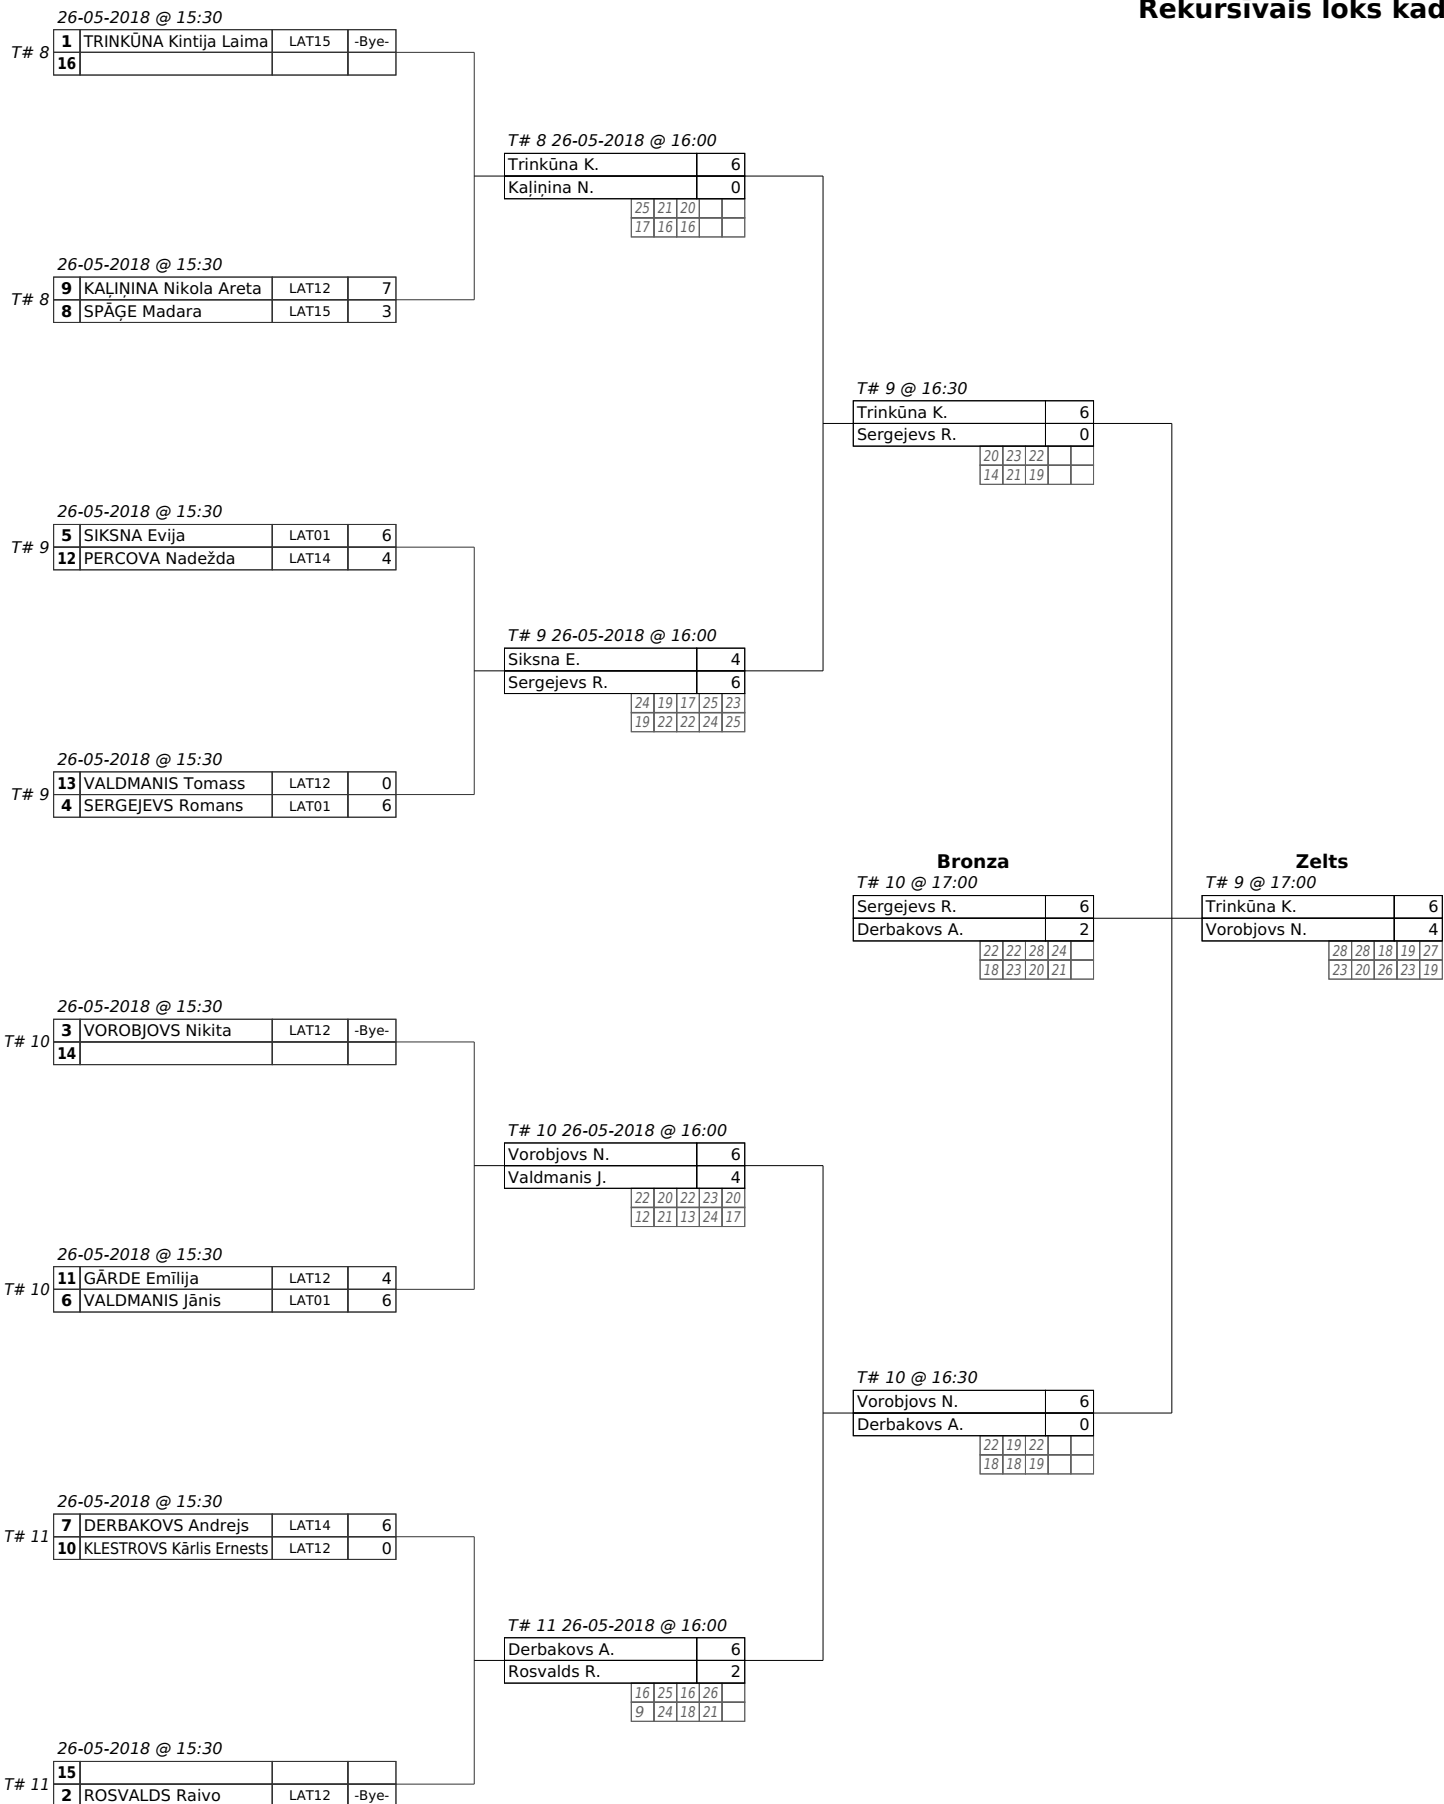 Rekursīvais loks kad
26-05-2018 @ 15:30
T# 8
1 TRINKŪNA Kintija Laima LAT15 -Bye-
16
T# 8 26-05-2018 @ 16:00
Trinkūna K. 6
Kaļiņina N. 0
25 21 20
17 16 16
26-05-2018 @ 15:30
T# 8
9 KAĻIŅINA Nikola Areta LAT12 7
8 SPĀĢE Madara LAT15 3
T# 9 @ 16:30
Trinkūna K. 6
Sergejevs R. 0
20 23 22
14 21 19
26-05-2018 @ 15:30
T# 9
5 SIKSNA Evija LAT01 6
12 PERCOVA Nadežda LAT14 4
T# 9 26-05-2018 @ 16:00
Siksna E. 4
Sergejevs R. 6
24 19 17 25 23
19 22 22 24 25
26-05-2018 @ 15:30
T# 9
13 VALDMANIS Tomass LAT12 0
4 SERGEJEVS Romans LAT01 6
Bronza
T# 10 @ 17:00
Sergejevs R. 6
Derbakovs A. 2
22 22 28 24
18 23 20 21
Zelts
T# 9 @ 17:00
Trinkūna K. 6
Vorobjovs N. 4
28 28 18 19 27
23 20 26 23 19
26-05-2018 @ 15:30
T# 10
3 VOROBJOVS Nikita LAT12 -Bye-
14
T# 10 26-05-2018 @ 16:00
Vorobjovs N. 6
Valdmanis J. 4
22 20 22 23 20
12 21 13 24 17
26-05-2018 @ 15:30
T# 10
11 GĀRDE Emīlija LAT12 4
6 VALDMANIS Jānis LAT01 6
T# 10 @ 16:30
Vorobjovs N. 6
Derbakovs A. 0
22 19 22
18 18 19
26-05-2018 @ 15:30
T# 11
7 DERBAKOVS Andrejs LAT14 6
10 KLESTROVS Kārlis Ernests LAT12 0
T# 11 26-05-2018 @ 16:00
Derbakovs A. 6
Rosvalds R. 2
16 25 16 26
9 24 18 21
26-05-2018 @ 15:30
T# 11
15
2 ROSVALDS Raivo LAT12 -Bye-